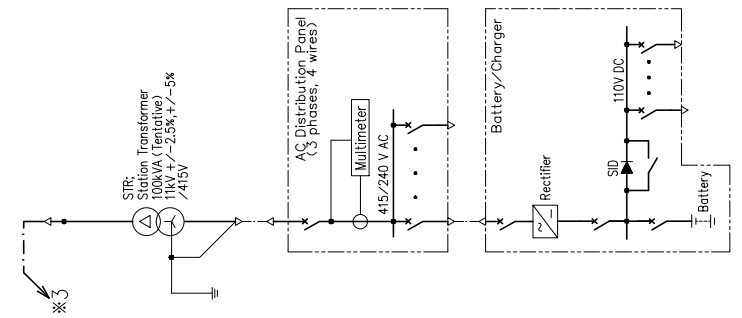 ※3
STR;
Station Transformer
100kVA (Tentative)
11kV +/-2.5%,+/-5%
/415V
AC Distribution Panel
(3 phases, 4 wires)
Multimeter
415/240 V AC
Battery/Charger
Rectifier
SID
110V DC
Battery